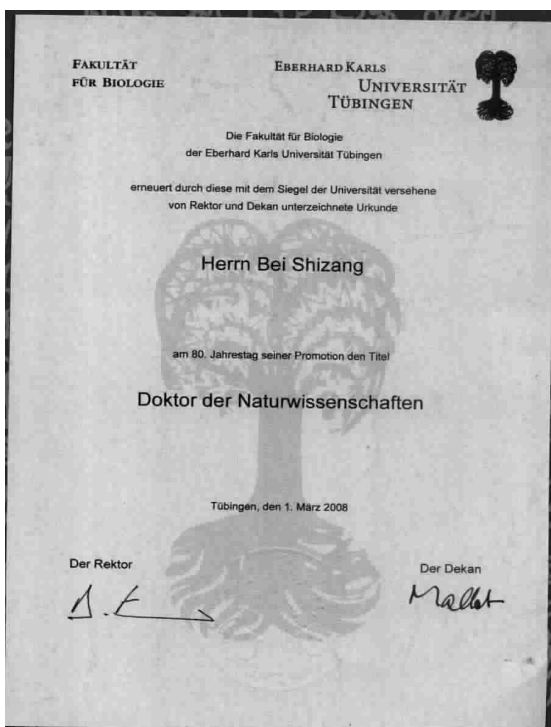 FAKULTÄT
FÜR BIOLOGIE
EBERHARD KARLS
UNIVERSITÄT
TÜBINGEN
Die Fakultät für Biologie
der Eberhard Karls Universität Tübingen
erneuert durch diese mit dem Siegel der Universität versehene
von Rektor und Dekan unterzeichnete Urkunde
Herrn Bei Shizang
am 80. Jahrestag seiner Promotion den Titel
Doktor der Naturwissenschaften
Tübingen, den 1. März 2008
Der Rektor
Der Dekan